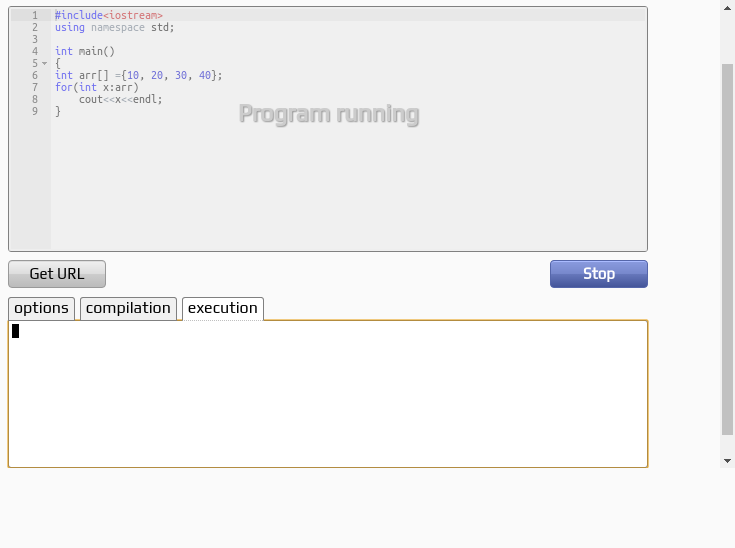 1 #include<iostream>
2 using namespace std;
3
4 int main()
5 {
6 int arr[] ={10, 20, 30, 40};
7 for(int x:arr)
8     cout<<x<<endl;
9 }
Program running
Get URL
Stop
options compilation execution